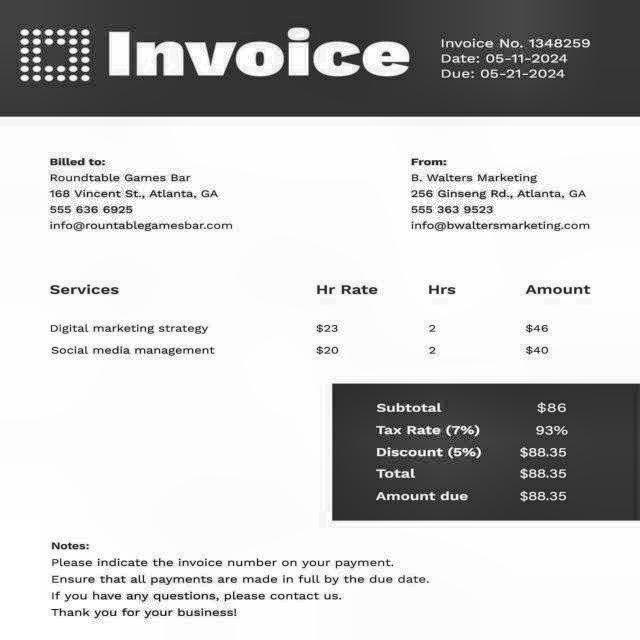 Invoice
Invoice No. 1348259
Date: 05-11-2024
Due: 05-21-2024
Billed to:
Roundtable Games Bar
168 Vincent St., Atlanta, GA
555 636 6925
info@rountablegamesbar.com
From:
B. Walters Marketing
256 Ginseng Rd., Atlanta, GA
555 363 9523
info@bwaltersmarketing.com
Services Hr Rate Hrs Amount
Digital marketing strategy $23 2 $46
Social media management $20 2 $40
Subtotal $86
Tax Rate (7%) 93%
Discount (5%) $88.35
Total $88.35
Amount due $88.35
Notes:
Please indicate the invoice number on your payment.
Ensure that all payments are made in full by the due date.
If you have any questions, please contact us.
Thank you for your business!